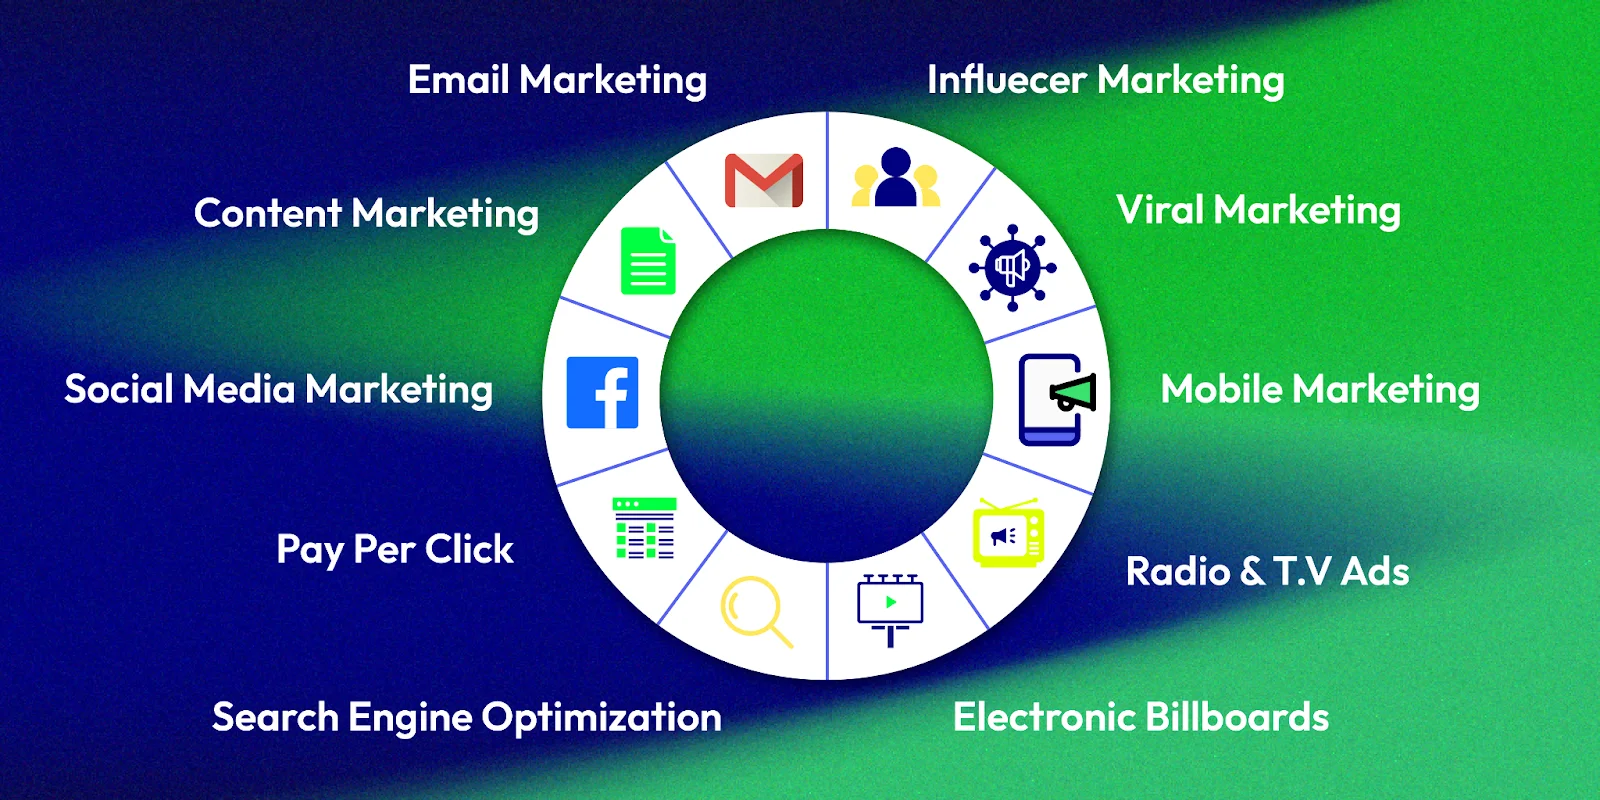 Email Marketing
Influecer Marketing
Content Marketing
Viral Marketing
Social Media Marketing
Mobile Marketing
Pay Per Click
Radio & T.V Ads
Search Engine Optimization
Electronic Billboards